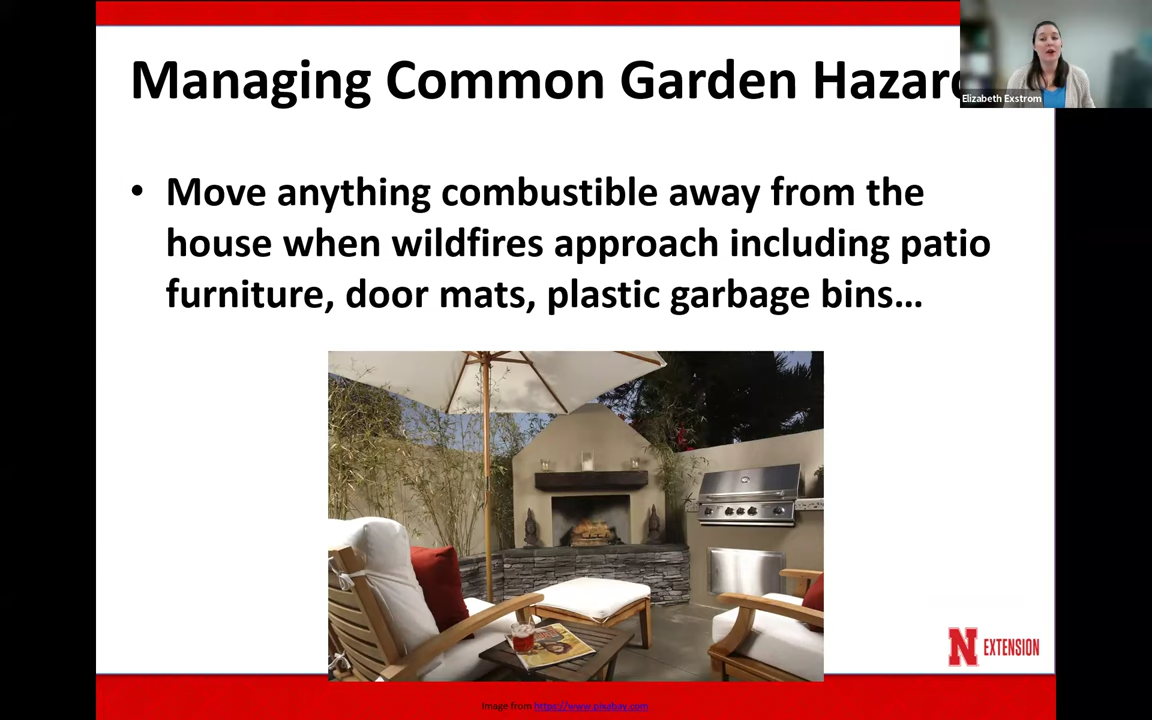 Managing Common Garden
Elizabeth Exstrom
• Move anything combustible away from the
house when wildfires approach including patio
furniture, door mats, plastic garbage bins...
N EXTENSION
Image from https://www.pixabay.com